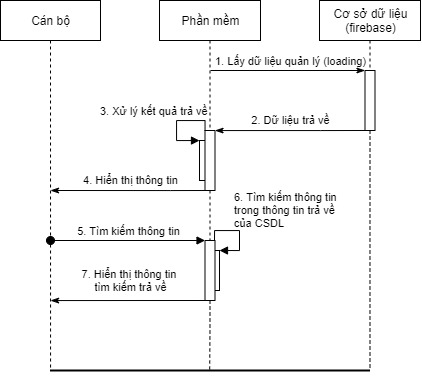 Cán bộ
Phần mềm
Cơ sở dữ liệu
(firebase)
1. Lấy dữ liệu quản lý (loading)
3. Xử lý kết quả trả về
2. Dữ liệu trả về
4. Hiển thị thông tin
6. Tìm kiếm thông tin
trong thông tin trả về
của CSDL
5. Tìm kiếm thông tin
7. Hiển thị thông tin
tìm kiếm trả về